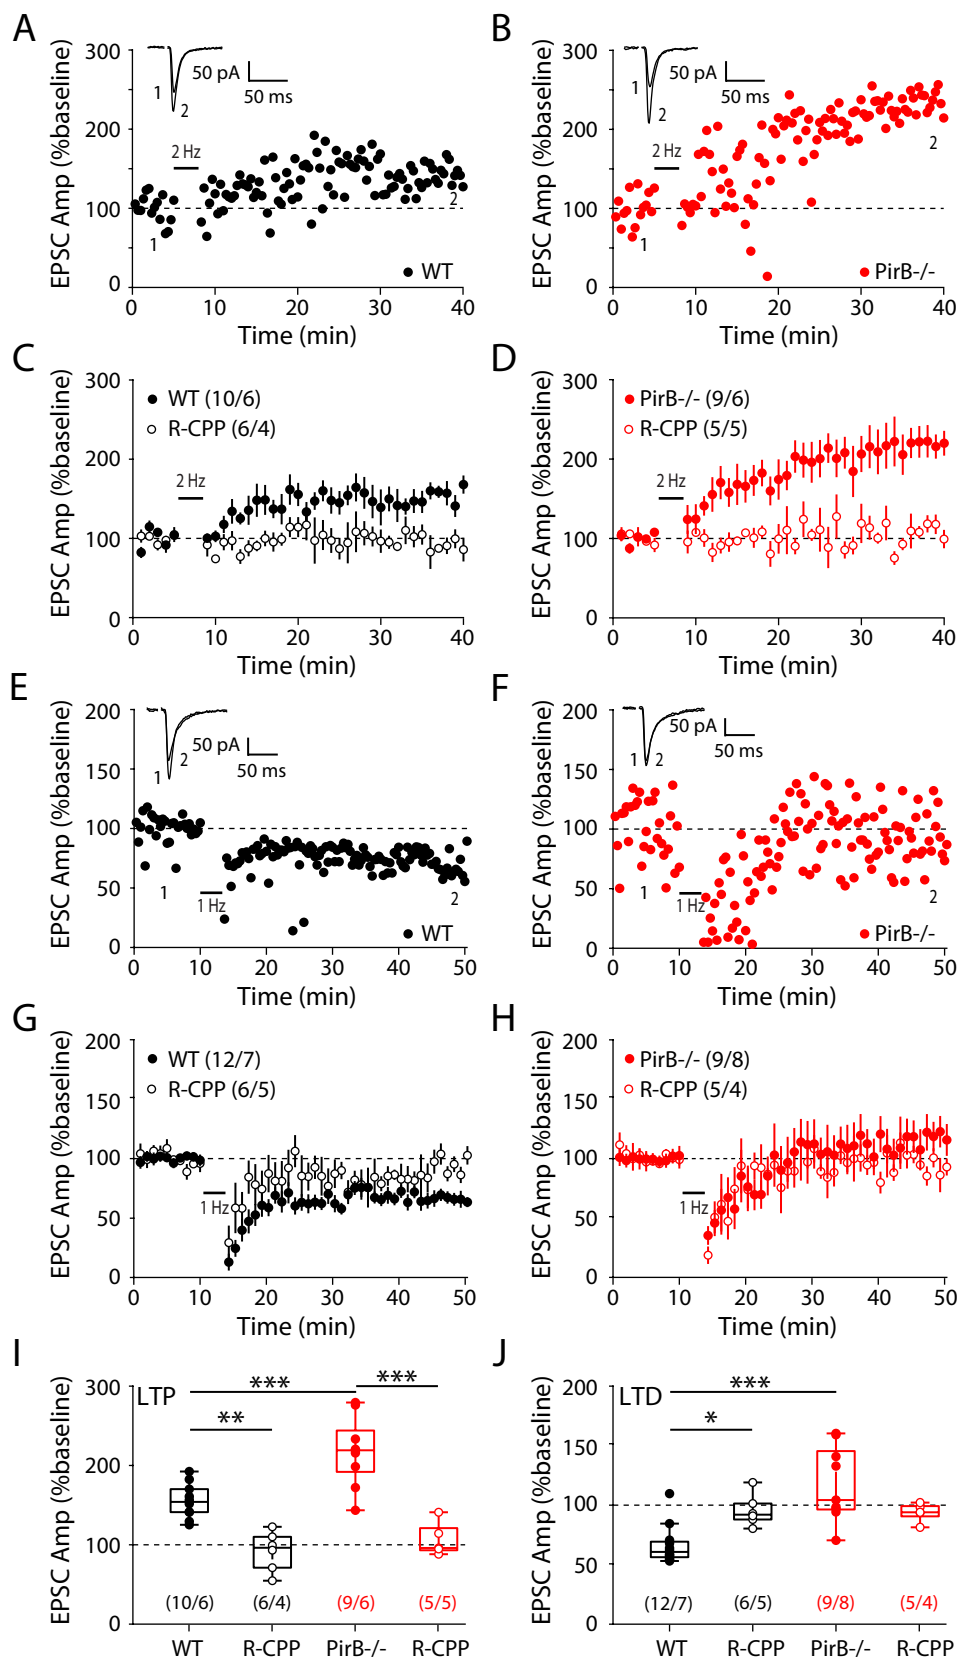 A
EPSC Amp (%baseline)
300
200
100
0
50 pA
50 ms
1
2
2 Hz
1
2
WT
0
10
20
30
40
Time (min)
B
EPSC Amp (%baseline)
300
200
100
0
50 pA
50 ms
1
2
2 Hz
1
2
PirB-/-
0
10
20
30
40
Time (min)
C
EPSC Amp (%baseline)
300
200
100
0
WT (10/6)
R-CPP (6/4)
2 Hz
0
10
20
30
40
Time (min)
D
EPSC Amp (%baseline)
300
200
100
0
PirB-/- (9/6)
R-CPP (5/5)
2 Hz
0
10
20
30
40
Time (min)
E
EPSC Amp (%baseline)
200
150
100
50
0
50 pA
50 ms
1
2
1
1 Hz
2
WT
0
10
20
30
40
50
Time (min)
F
EPSC Amp (%baseline)
200
150
100
50
0
50 pA
50 ms
1 2
1
1 Hz
2
PirB-/-
0
10
20
30
40
50
Time (min)
G
EPSC Amp (%baseline)
200
150
100
50
0
WT (12/7)
R-CPP (6/5)
1 Hz
0
10
20
30
40
50
Time (min)
H
EPSC Amp (%baseline)
200
150
100
50
0
PirB-/- (9/8)
R-CPP (5/4)
1 Hz
0
10
20
30
40
50
Time (min)
I
EPSC Amp (%baseline)
300
200
100
0
LTP
***
***
**
(10/6)
(6/4)
(9/6)
(5/5)
WT
R-CPP
PirB-/-
R-CPP
J
EPSC Amp (%baseline)
200
150
100
50
0
LTD
***
*
(12/7)
(6/5)
(9/8)
(5/4)
WT
R-CPP
PirB-/-
R-CPP